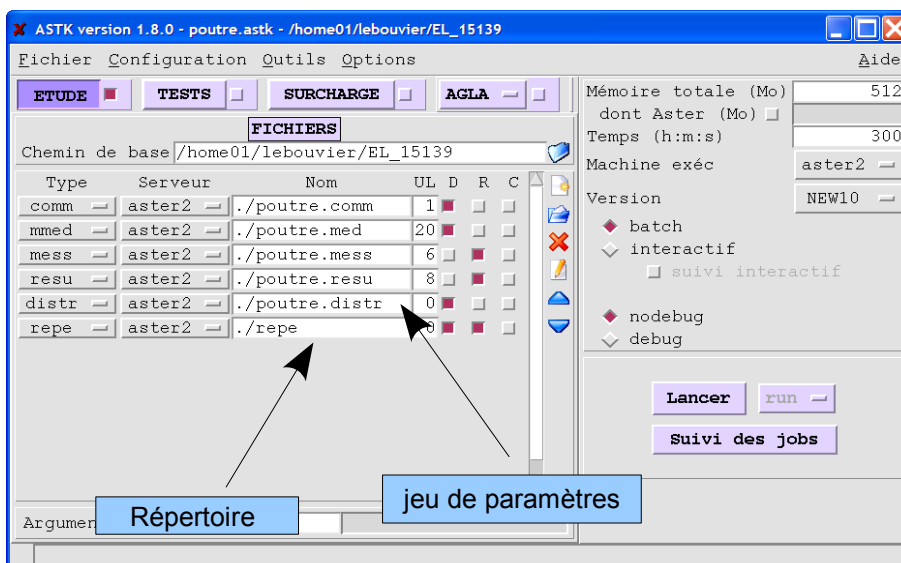 ASTK version 1.8.0 - poutre.astk - /home01/lebouvier/EL_15139
Fichier Configuration Outils Options Aide
ETUDE TESTS SURCHARGE AGLA
FICHIERS
Chemin de base /home01/lebouvier/EL_15139
Type Serveur Nom UL D R C
comm aster2 ./poutre.comm 1
mmed aster2 ./poutre.med 20
mess aster2 ./poutre.mess 6
resu aster2 ./poutre.resu 8
distr aster2 ./poutre.distr 0
repe aster2 ./repe 0
Mémoire totale (Mo) 512
dont Aster (Mo)
Temps (h:m:s) 300
Machine exéc aster2
Version NEW10
batch
interactif
suivi interactif
nodebug
debug
Lancer run
Suivi des jobs
jeu de paramètres
Répertoire
Argumen